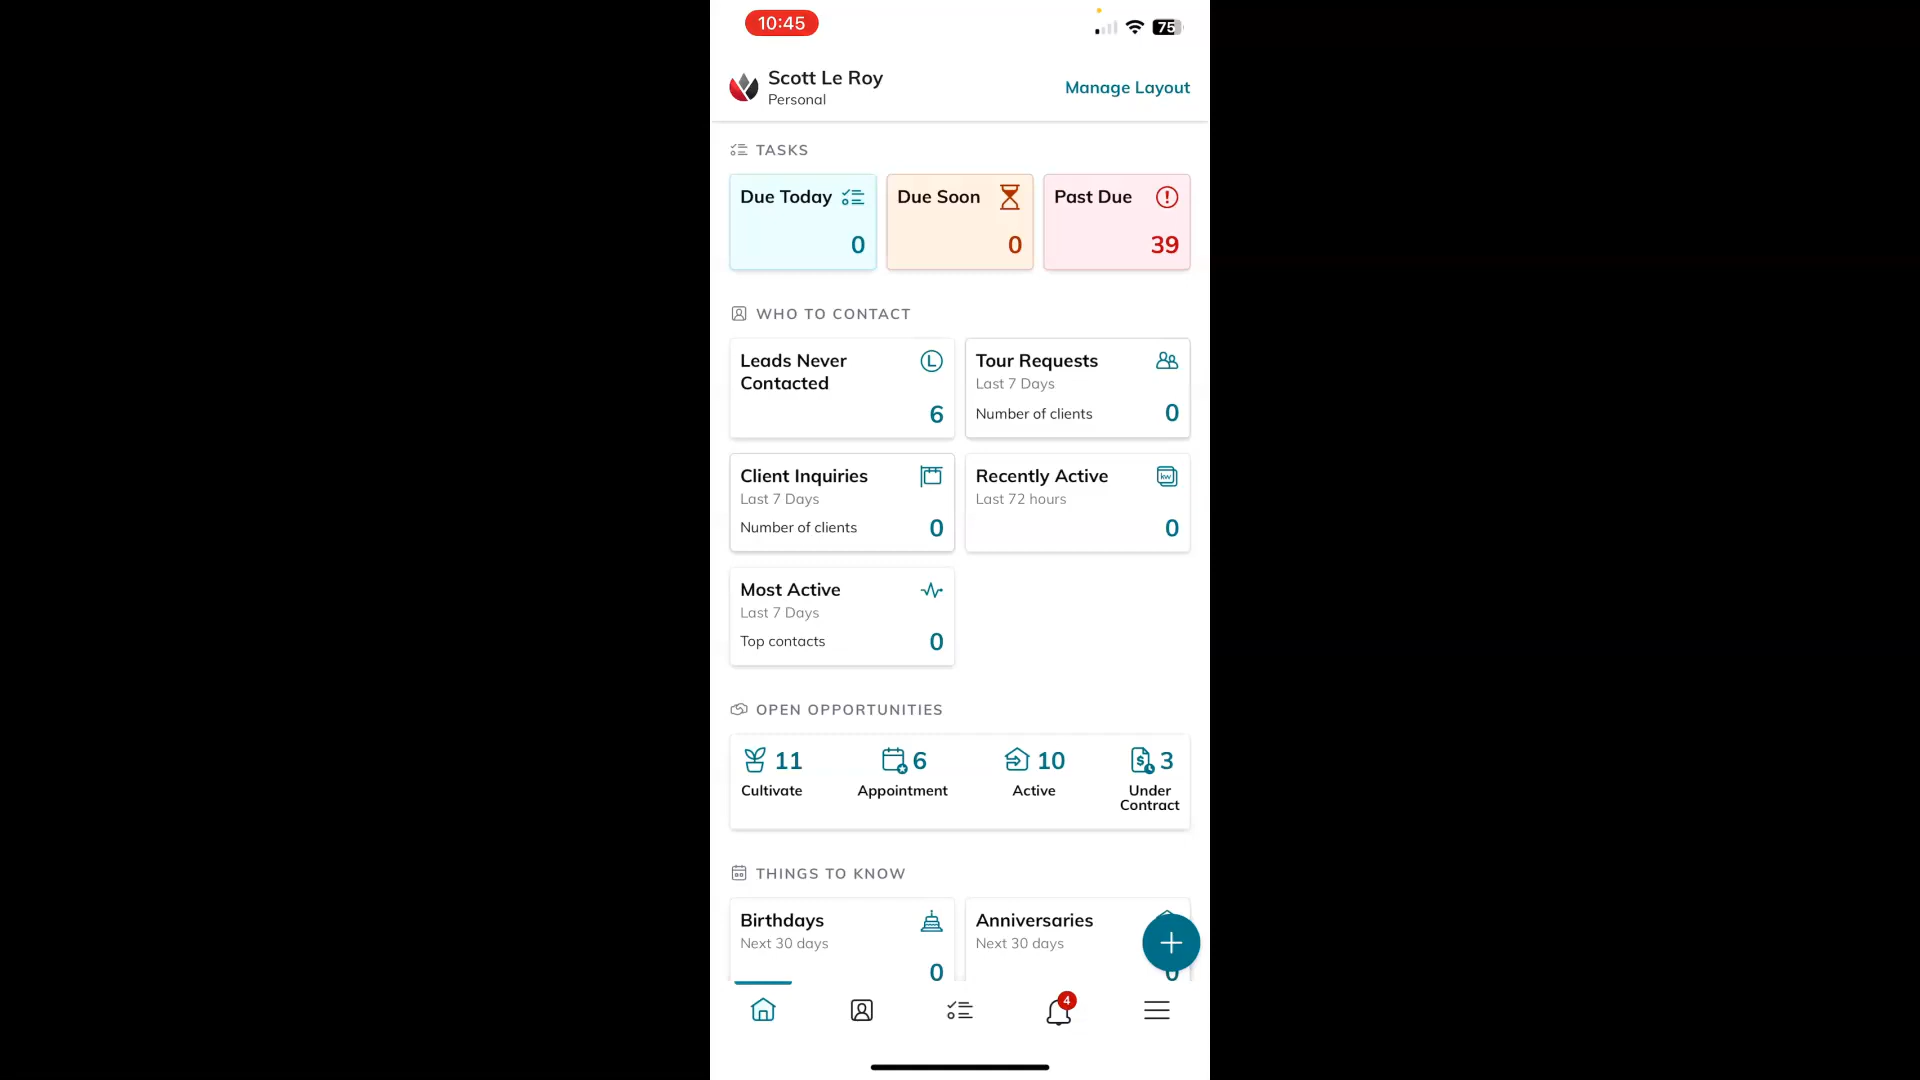 10:45
75
Scott Le Roy
Personal
Manage Layout
TASKS
Due Today
0
Due Soon
0
Past Due
39
WHO TO CONTACT
Leads Never
Contacted
L
6
Tour Requests
Last 7 Days
Number of clients
0
Client Inquiries
Last 7 Days
Number of clients
0
Recently Active
kw
Last 72 hours
0
Most Active
Last 7 Days
Top contacts
0
OPEN OPPORTUNITIES
11
Cultivate
6
Appointment
10
Active
3
Under
Contract
THINGS TO KNOW
Birthdays
Next 30 days
0
Anniversaries
Next 30 days
0
4